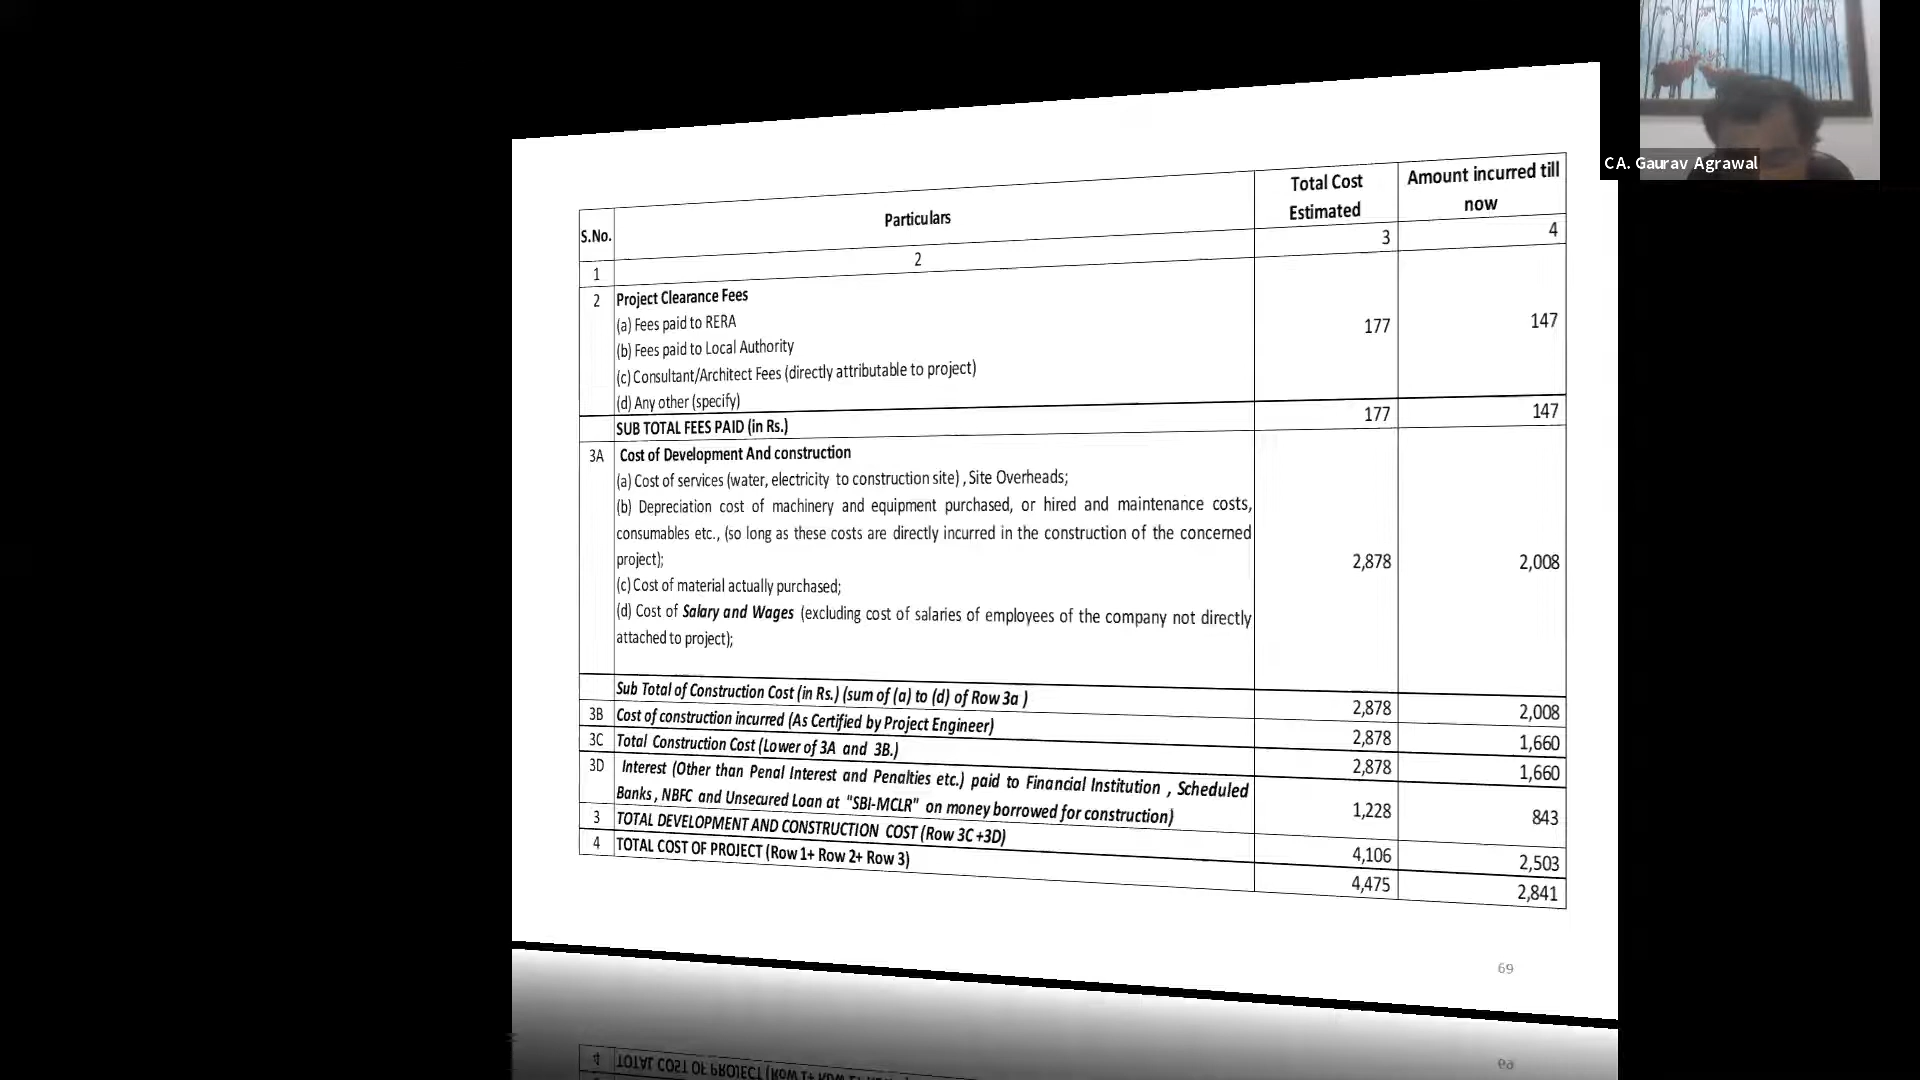 CA. Gaurav Agrawal
S.No. Particulars Total Cost Estimated Amount incurred till now
1 2 3 4
2 Project Clearance Fees
(a) Fees paid to RERA
(b) Fees paid to Local Authority
(c) Consultant/Architect Fees (directly attributable to project)
(d) Any other (specify)
177 147
SUB TOTAL FEES PAID (in Rs.) 177 147
3A Cost of Development And construction
(a) Cost of services (water, electricity to construction site) , Site Overheads;
(b) Depreciation cost of machinery and equipment purchased, or hired and maintenance costs,
consumables etc., (so long as these costs are directly incurred in the construction of the concerned
project);
(c) Cost of material actually purchased;
(d) Cost of Salary and Wages (excluding cost of salaries of employees of the company not directly
attached to project);
2,878 2,008
Sub Total of Construction Cost (in Rs.) (sum of (a) to (d) of Row 3a ) 2,878 2,008
3B Cost of construction incurred (As Certified by Project Engineer) 2,878 1,660
3C Total Construction Cost (Lower of 3A and 3B.) 2,878 1,660
3D Interest (Other than Penal Interest and Penalties etc.) paid to Financial Institution , Scheduled
Banks , NBFC and Unsecured Loan at "SBI-MCLR" on money borrowed for construction) 1,228 843
3 TOTAL DEVELOPMENT AND CONSTRUCTION COST (Row 3C +3D) 4,106 2,503
4 TOTAL COST OF PROJECT (Row 1+ Row 2+ Row 3) 4,475 2,841
69